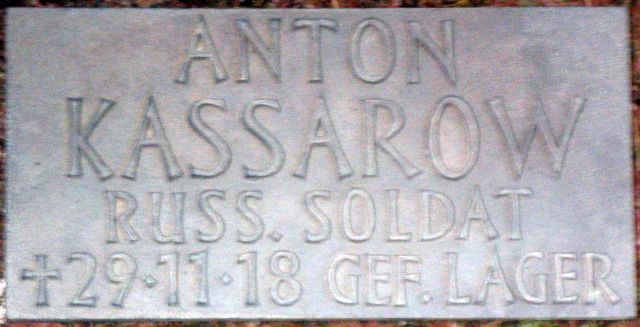 ANTON
KASSAROW
RUSS. SOLDAT
✝29·11·18 GEF. LAGER